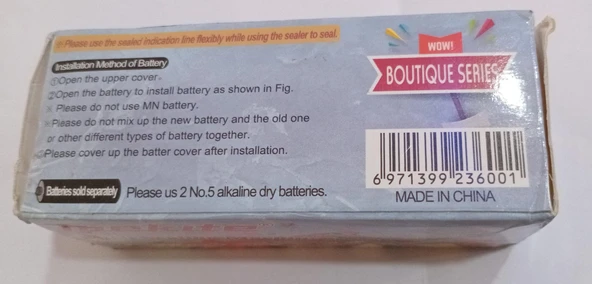 Please use the sealed indication line flexibly while using the sealer to seal.
Installation Method of Battery
①Open the upper cover.
②Open the battery to install battery as shown in Fig.
Please do not use MN battery.
Please do not mix up the new battery and the old one
or other different types of battery together.
Please cover up the batter cover after installation.
Batteries sold separately Please us 2 No.5 alkaline dry batteries.
WOW!
BOUTIQUE SERIES
6 971399 236001
MADE IN CHINA